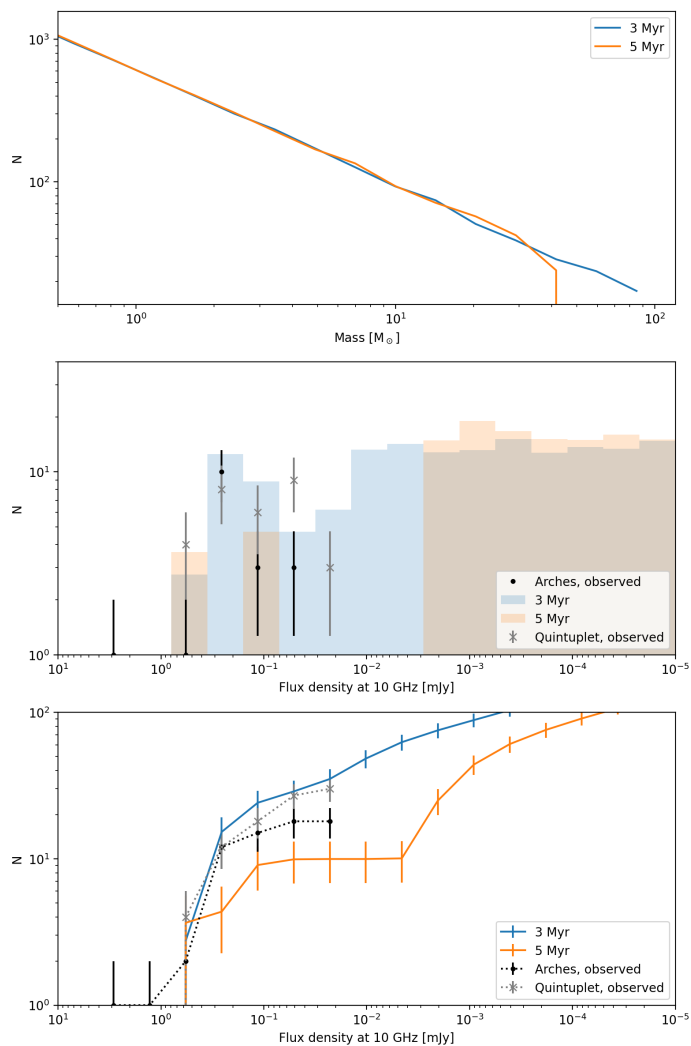 10³
10²
N
3 Myr
5 Myr
10⁰
10¹
10²
Mass [M⊙]
10¹
10⁰
N
Arches, observed
3 Myr
5 Myr
Quintuplet, observed
10¹
10⁰
10⁻¹
10⁻²
10⁻³
10⁻⁴
10⁻⁵
Flux density at 10 GHz [mJy]
10²
10¹
10⁰
N
3 Myr
5 Myr
Arches, observed
Quintuplet, observed
10¹
10⁰
10⁻¹
10⁻²
10⁻³
10⁻⁴
10⁻⁵
Flux density at 10 GHz [mJy]